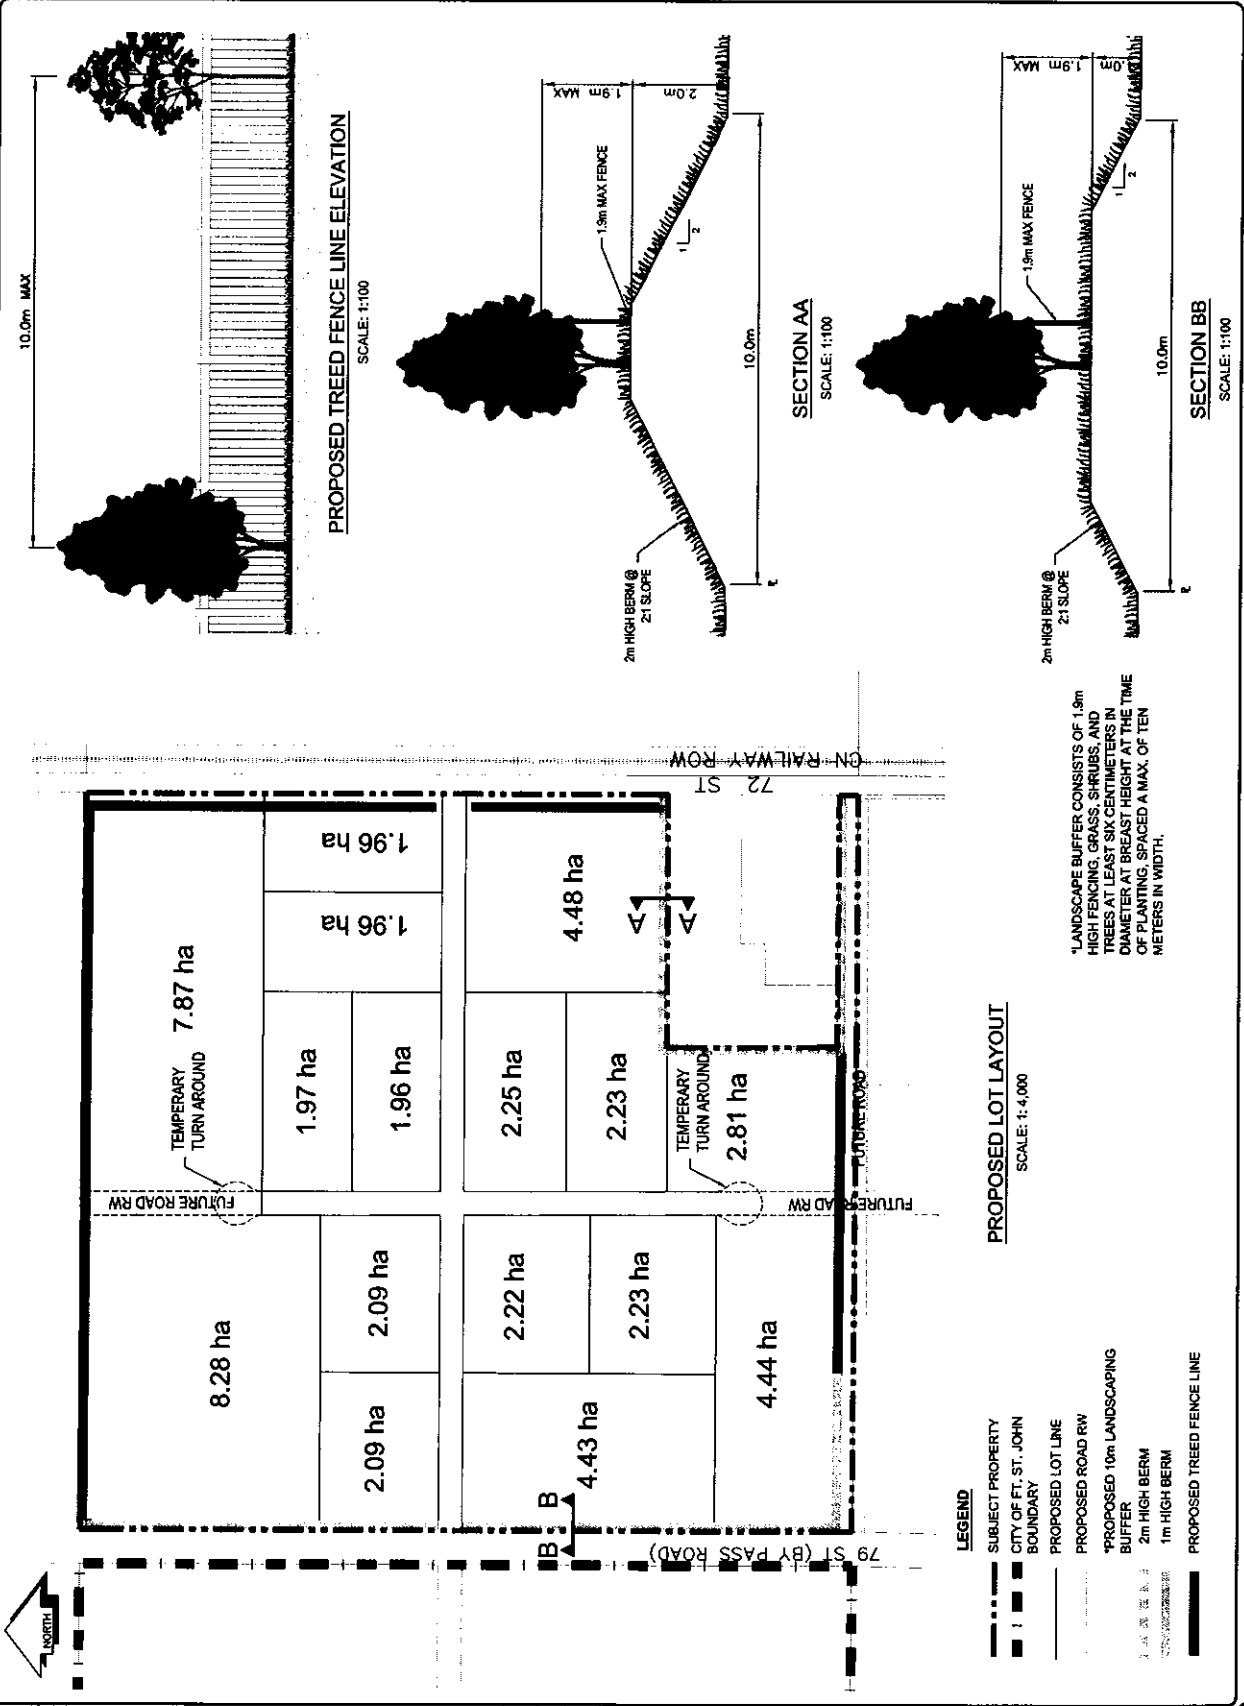 10.0m MAX
PROPOSED TREED FENCE LINE ELEVATION
SCALE: 1:100
1.9m MAX
2.0m
1.9m MAX FENCE
1
2
2m HIGH BERM @
2:1 SLOPE
10.0m
SECTION AA
SCALE: 1:100
1.9m MAX
1.9m MAX FENCE
1
2
2m HIGH BERM @
2:1 SLOPE
10.0m
SECTION BB
SCALE: 1:100
NORTH
7.87 ha
8.28 ha
TEMPERARY
TURN AROUND
FUTURE ROAD RW
1.96 ha
1.96 ha
1.97 ha
1.96 ha
2.09 ha
2.09 ha
4.48 ha
2.25 ha
2.23 ha
2.22 ha
2.23 ha
4.43 ha
4.44 ha
2.81 ha
TEMPERARY
TURN AROUND
FUTURE ROAD RW
FUTURE ROAD
A
A
B
B
72 ST
CN RAILWAY ROW
79 ST (BY PASS ROAD)
PROPOSED LOT LAYOUT
SCALE: 1: 4,000
*LANDSCAPE BUFFER CONSISTS OF 1.9m
HIGH FENCING, GRASS, SHRUBS, AND
TREES AT LEAST SIX CENTIMETERS IN
DIAMETER AT BREAST HEIGHT AT THE TIME
OF PLANTING, SPACED A MAX. OF TEN
METERS IN WIDTH.
LEGEND
SUBJECT PROPERTY
CITY OF FT. ST. JOHN
BOUNDARY
PROPOSED LOT LINE
PROPOSED ROAD RW
*PROPOSED 10m LANDSCAPING
BUFFER
2m HIGH BERM
1m HIGH BERM
PROPOSED TREED FENCE LINE